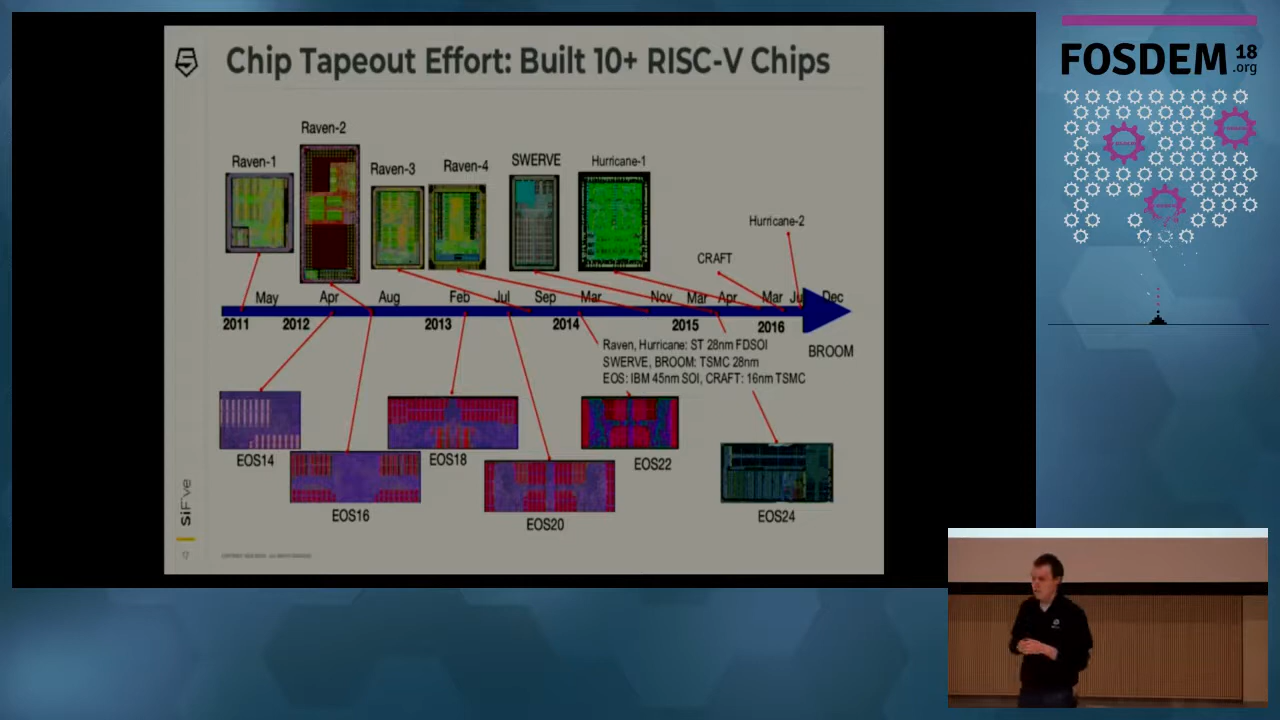 Chip Tapeout Effort: Built 10+ RISC-V Chips
FOSDEM 18 .org
Raven-1
Raven-2
Raven-3
Raven-4
SWERVE
Hurricane-1
Hurricane-2
CRAFT
May Apr Aug Feb Jul Sep Mar Nov Mar Apr Mar Dec
2011 2012 2013 2014 2015 2016
BROOM
Raven, Hurricane: ST 28nm FDSOI
SWERVE, BROOM: TSMC 28nm
EOS: IBM 45nm SOI, CRAFT: 16nm TSMC
EOS14
EOS16
EOS18
EOS20
EOS22
EOS24
SiFive